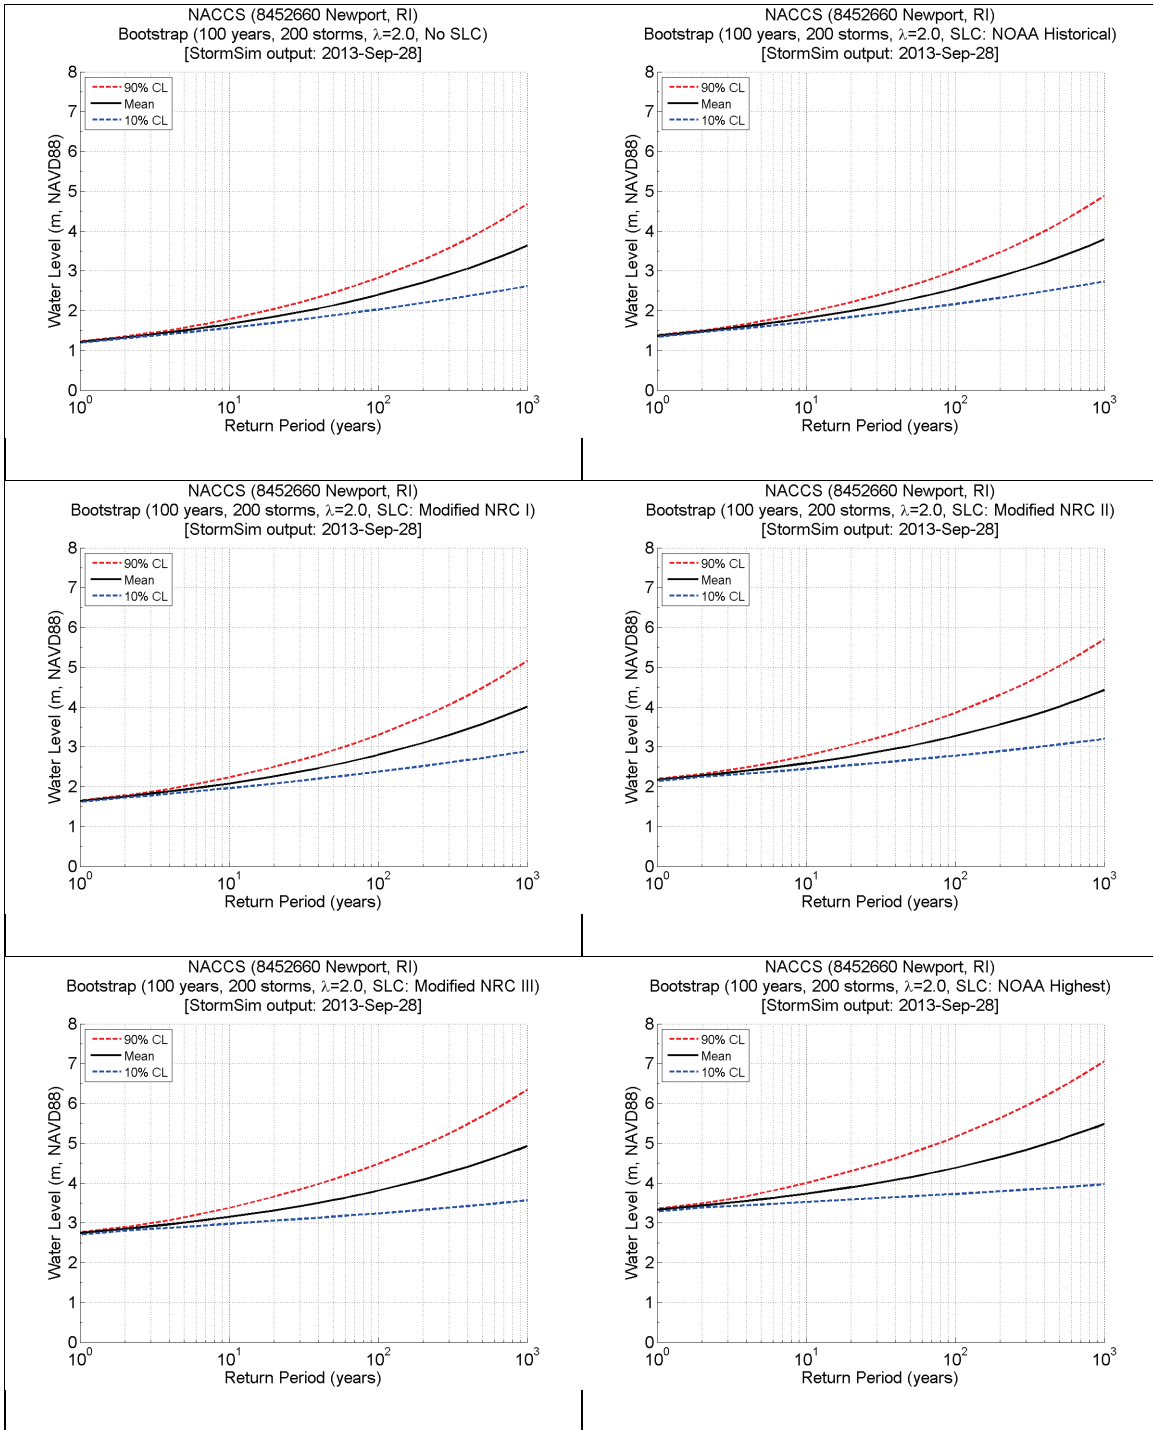 NACCS (8452660 Newport, RI)
Bootstrap (100 years, 200 storms, λ=2.0, No SLC)
[StormSim output: 2013-Sep-28]
90% CL
Mean
10% CL
Water Level (m, NAVD88)
8
7
6
5
4
3
2
1
0
10^0 10^1 10^2 10^3
Return Period (years)
NACCS (8452660 Newport, RI)
Bootstrap (100 years, 200 storms, λ=2.0, SLC: NOAA Historical)
[StormSim output: 2013-Sep-28]
90% CL
Mean
10% CL
Water Level (m, NAVD88)
8
7
6
5
4
3
2
1
0
10^0 10^1 10^2 10^3
Return Period (years)
NACCS (8452660 Newport, RI)
Bootstrap (100 years, 200 storms, λ=2.0, SLC: Modified NRC I)
[StormSim output: 2013-Sep-28]
90% CL
Mean
10% CL
Water Level (m, NAVD88)
8
7
6
5
4
3
2
1
0
10^0 10^1 10^2 10^3
Return Period (years)
NACCS (8452660 Newport, RI)
Bootstrap (100 years, 200 storms, λ=2.0, SLC: Modified NRC II)
[StormSim output: 2013-Sep-28]
90% CL
Mean
10% CL
Water Level (m, NAVD88)
8
7
6
5
4
3
2
1
0
10^0 10^1 10^2 10^3
Return Period (years)
NACCS (8452660 Newport, RI)
Bootstrap (100 years, 200 storms, λ=2.0, SLC: Modified NRC III)
[StormSim output: 2013-Sep-28]
90% CL
Mean
10% CL
Water Level (m, NAVD88)
8
7
6
5
4
3
2
1
0
10^0 10^1 10^2 10^3
Return Period (years)
NACCS (8452660 Newport, RI)
Bootstrap (100 years, 200 storms, λ=2.0, SLC: NOAA Highest)
[StormSim output: 2013-Sep-28]
90% CL
Mean
10% CL
Water Level (m, NAVD88)
8
7
6
5
4
3
2
1
0
10^0 10^1 10^2 10^3
Return Period (years)